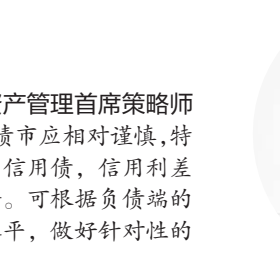 产管理首席策略师
债市应相对谨慎,特
信用债，信用利差
。可根据负债端的
平，做好针对性的